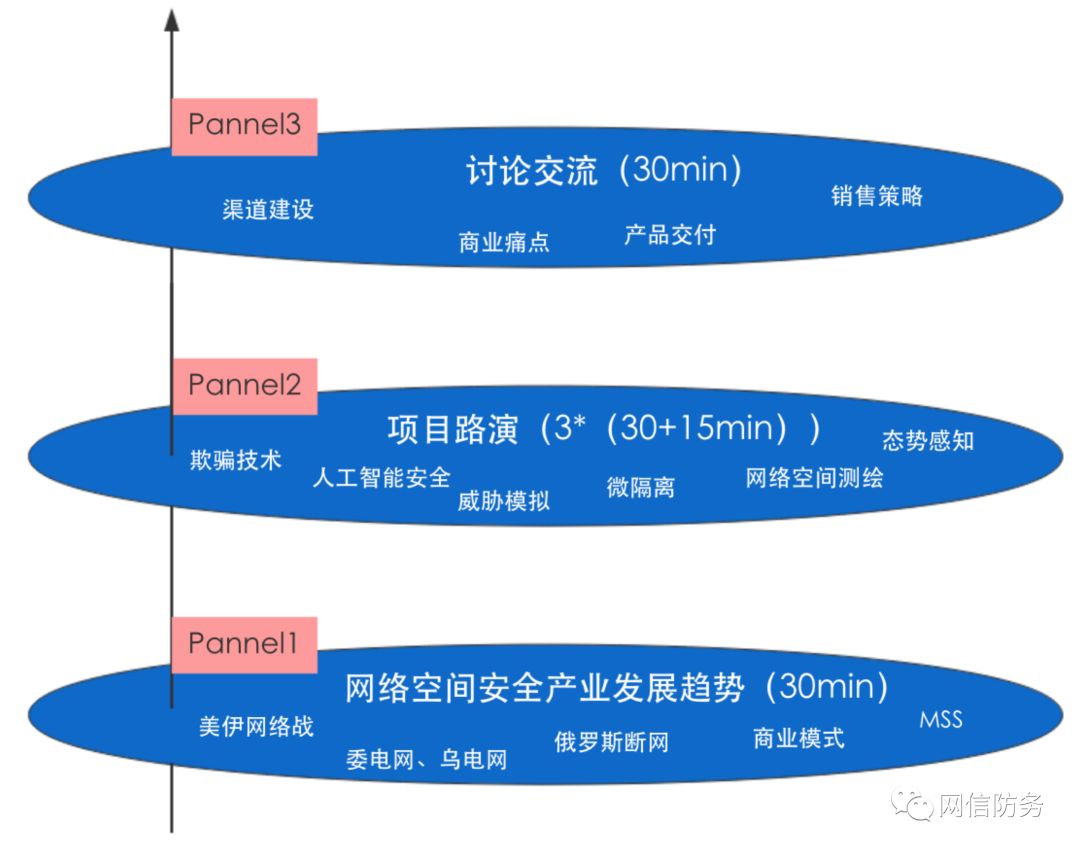 Pannel3
讨论交流（30min）
渠道建设
商业痛点
产品交付
销售策略
Pannel2
项目路演（3*（30+15min））
欺骗技术
人工智能安全
威胁模拟
微隔离
网络空间测绘
态势感知
Pannel1
网络空间安全产业发展趋势（30min）
美伊网络战
委电网、乌电网
俄罗斯断网
商业模式
MSS
网信防务